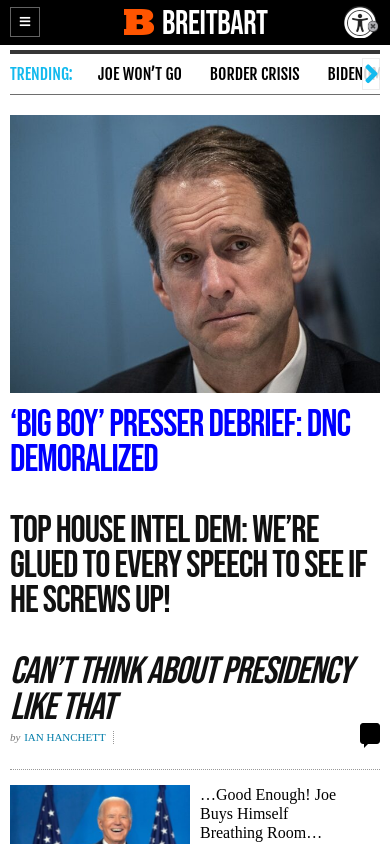 BREITBART
TRENDING: JOE WON'T GO BORDER CRISIS BIDEN
‘BIG BOY’ PRESSER DEBRIEF: DNC
DEMORALIZED
TOP HOUSE INTEL DEM: WE’RE
GLUED TO EVERY SPEECH TO SEE IF
HE SCREWS UP!
CAN’T THINK ABOUT PRESIDENCY
LIKE THAT
by IAN HANCHETT
…Good Enough! Joe
Buys Himself
Breathing Room…